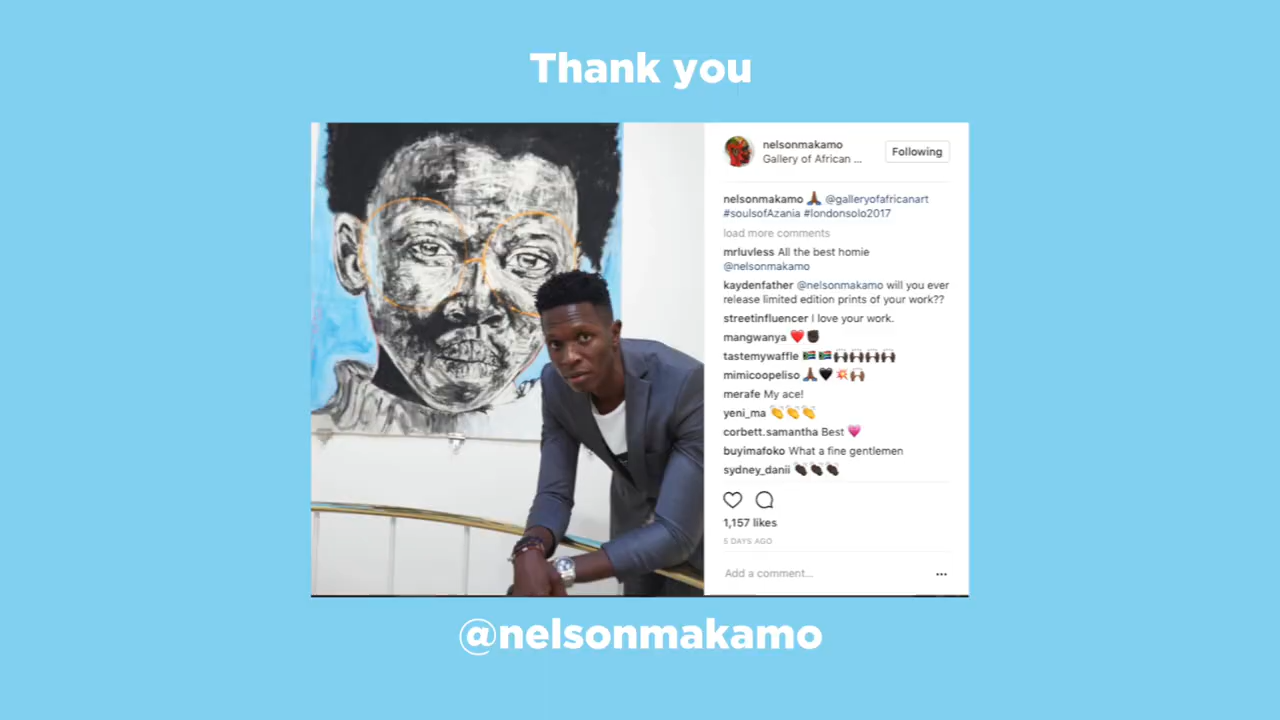 Thank you
nelsonmakamo
Gallery of African ...
Following
nelsonmakamo 🙏🏾 @galleryofafricanart
#soulsofAzania #londonsolo2017
load more comments
mrluvless All the best homie
@nelsonmakamo
kaydenfather @nelsonmakamo will you ever
release limited edition prints of your work??
streetinfluencer I love your work.
mangwanya ❤️✊🏿
tastemywaffle 🇿🇦🇿🇦🙌🏿🙌🏿🙌🏿🙌🏿
mimicoopeliso 🙏🏾🖤💥🙌🏾
merafe My ace!
yeni_ma 👏👏👏
corbett.samantha Best 💗
buyimafoko What a fine gentlemen
sydney_danii 👏🏿👏🏿👏🏿
1,157 likes
5 DAYS AGO
Add a comment...
@nelsonmakamo